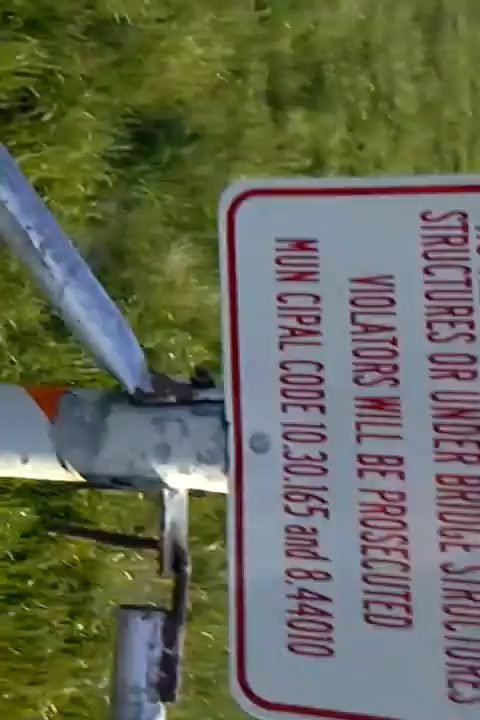 STRUCTURES OR UNDER BRIDGE STRUCTURES
VIOLATORS WILL BE PROSECUTED
MUN CIPAL CODE 10.30.165 and 8.44010